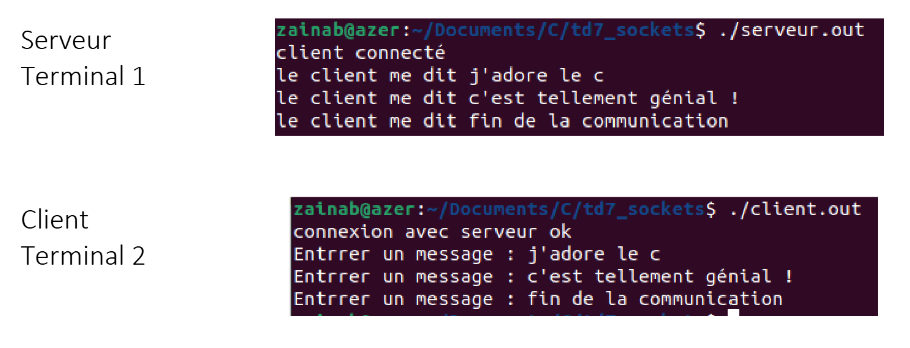 Serveur
Terminal 1
zainab@azer:~/Documents/C/td7_sockets$ ./serveur.out
client connecté
le client me dit j'adore le c
le client me dit c'est tellement génial !
le client me dit fin de la communication
Client
Terminal 2
zainab@azer:~/Documents/C/td7_sockets$ ./client.out
connexion avec serveur ok
Entrrer un message : j'adore le c
Entrrer un message : c'est tellement génial !
Entrrer un message : fin de la communication